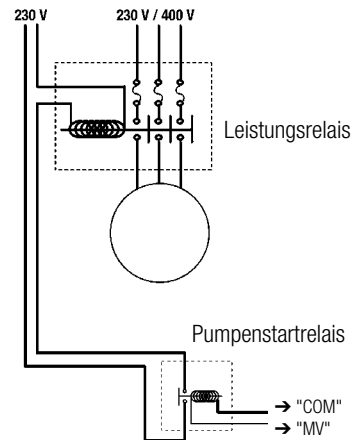 230 V
230 V / 400 V
Leistungsrelais
Pumpenstartrelais
➔ "COM"
➔ "MV"